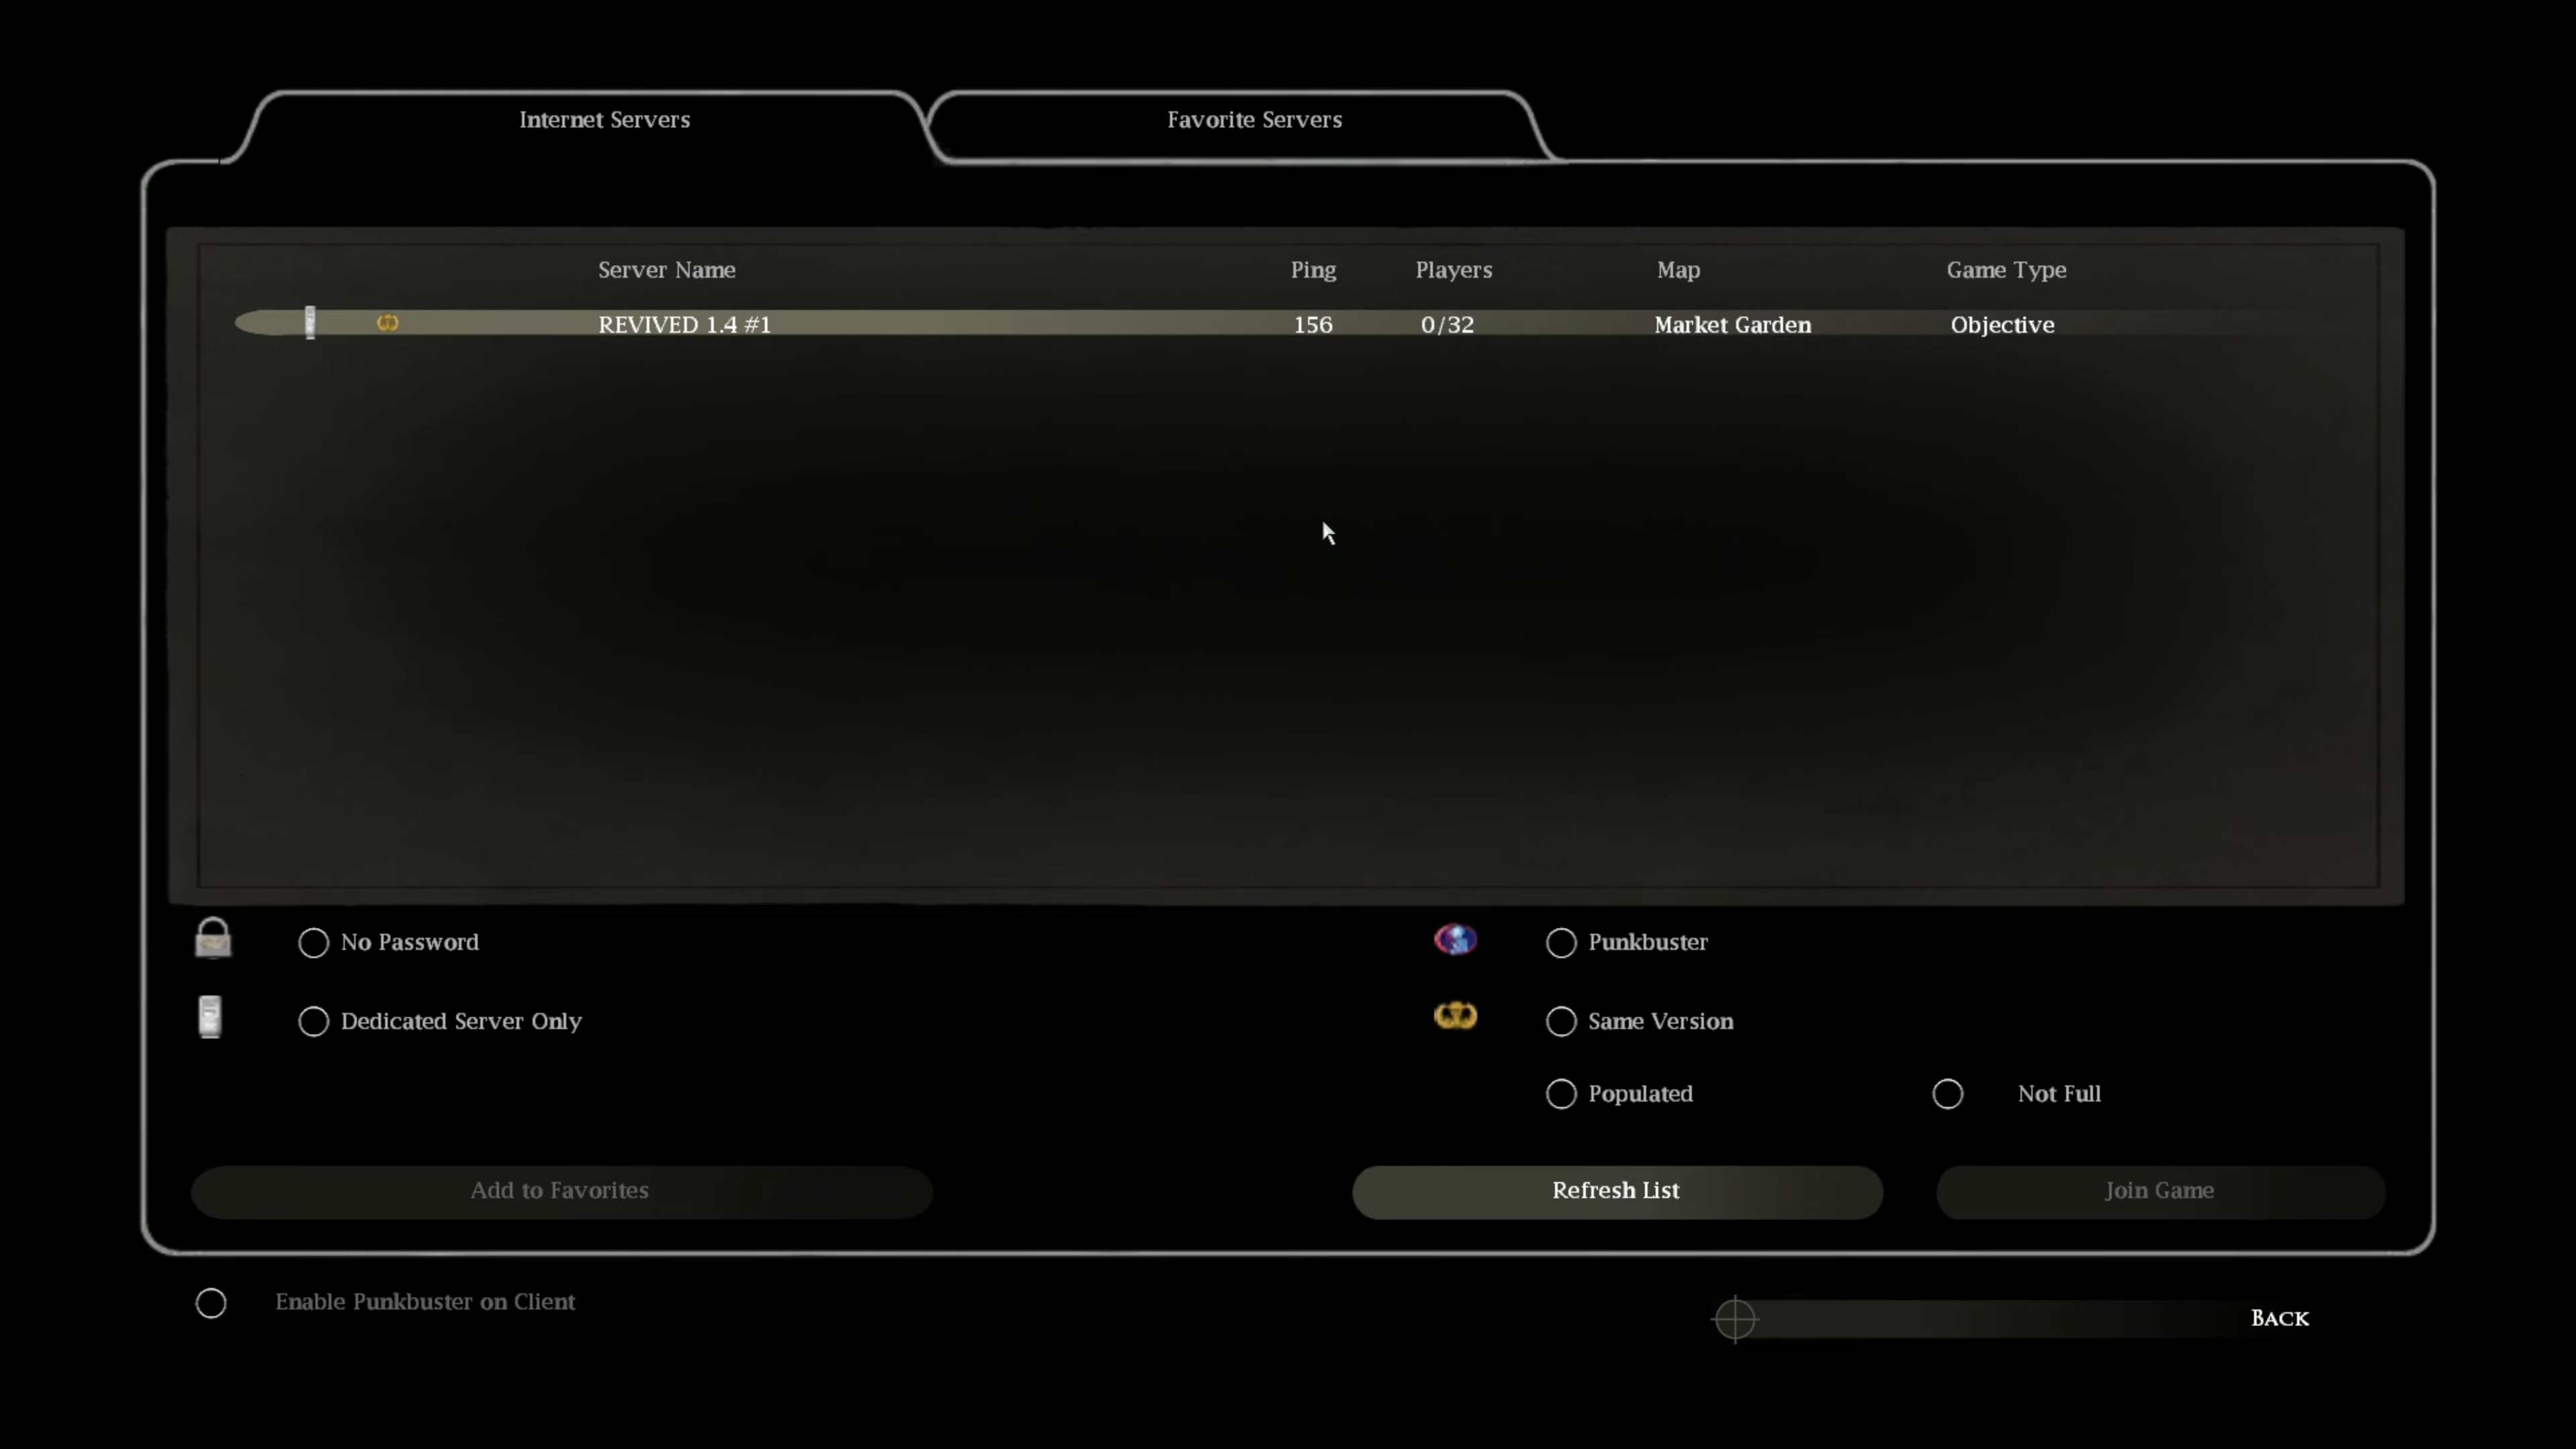 Internet Servers
Favorite Servers
Server Name Ping Players Map Game Type
REVIVED 1.4 #1 156 0/32 Market Garden Objective
No Password
Punkbuster
Dedicated Server Only
Same Version
Populated
Not Full
Add to Favorites
Refresh List
Join Game
Enable Punkbuster on Client
BACK